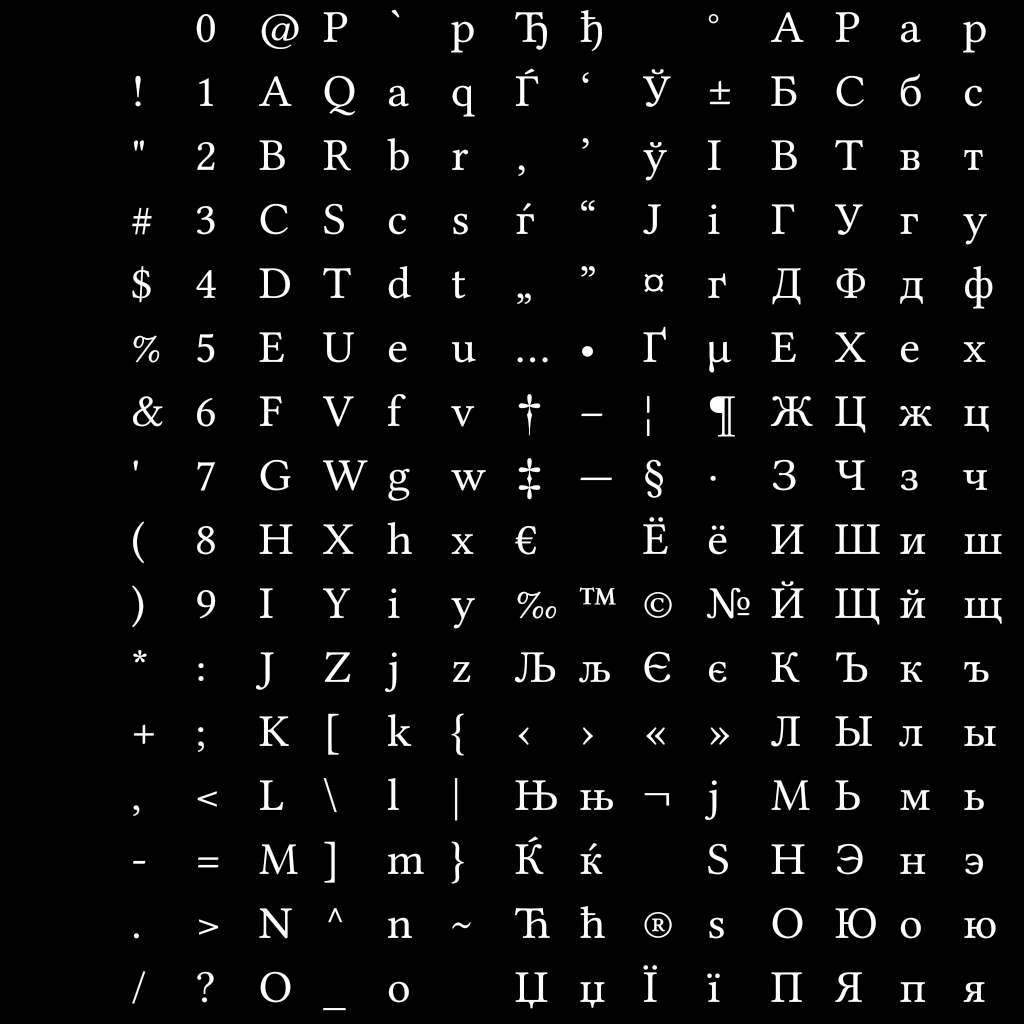 0 @ P ` p Ђ ђ ° А Р а р
! 1 A Q a q Ѓ ‘ Ў ± Б С б с
" 2 B R b r ‚ ’ ў І В Т в т
# 3 C S c s ѓ “ Ј і Г У г у
$ 4 D T d t „ ” ¤ ґ Д Ф д ф
% 5 E U e u … • Ґ µ Е Х е х
& 6 F V f v † – ¦ ¶ Ж Ц ж ц
' 7 G W g w ‡ — § · З Ч з ч
( 8 H X h x € Ё ё И Ш и ш
) 9 I Y i y ‰ ™ © № Й Щ й щ
* : J Z j z Љ љ Є є К Ъ к ъ
+ ; K [ k { ‹ › « » Л Ы л ы
, < L \ l | Њ њ ¬ ј М Ь м ь
- = M ] m } Ќ ќ Ѕ Н Э н э
. > N ^ n ~ Ћ ћ ® ѕ О Ю о ю
/ ? O _ o Џ џ Ї ї П Я п я